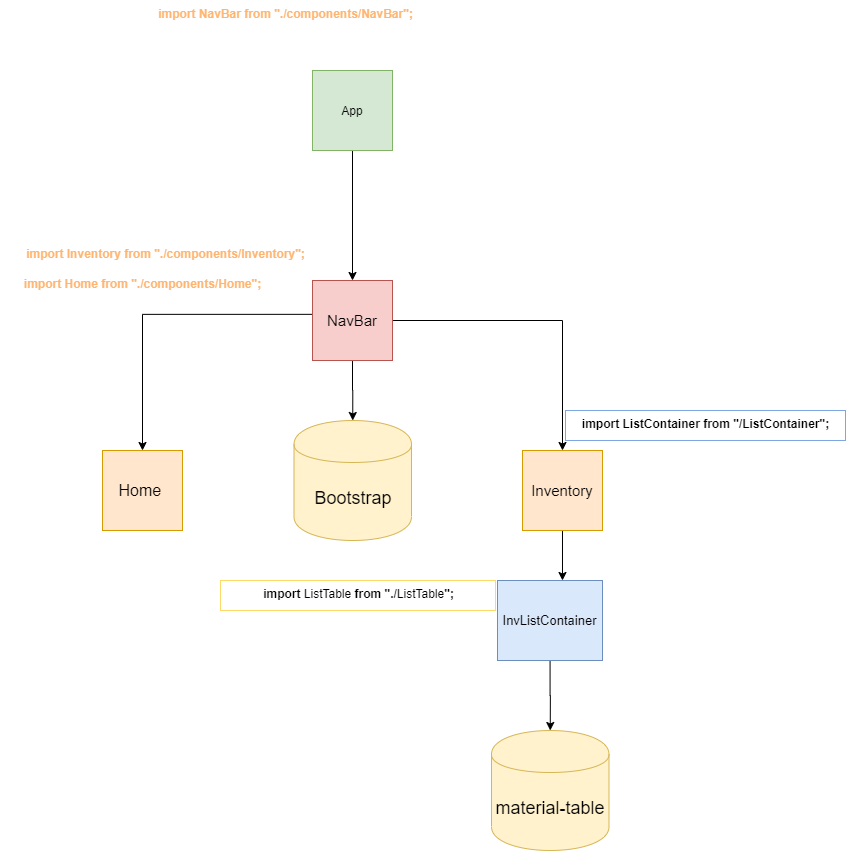 import NavBar from "./components/NavBar";
App
import Inventory from "./components/Inventory";
import Home from "./components/Home";
NavBar
import ListContainer from "/ListContainer";
Home
Bootstrap
Inventory
import ListTable from "./ListTable";
InvListContainer
material-table